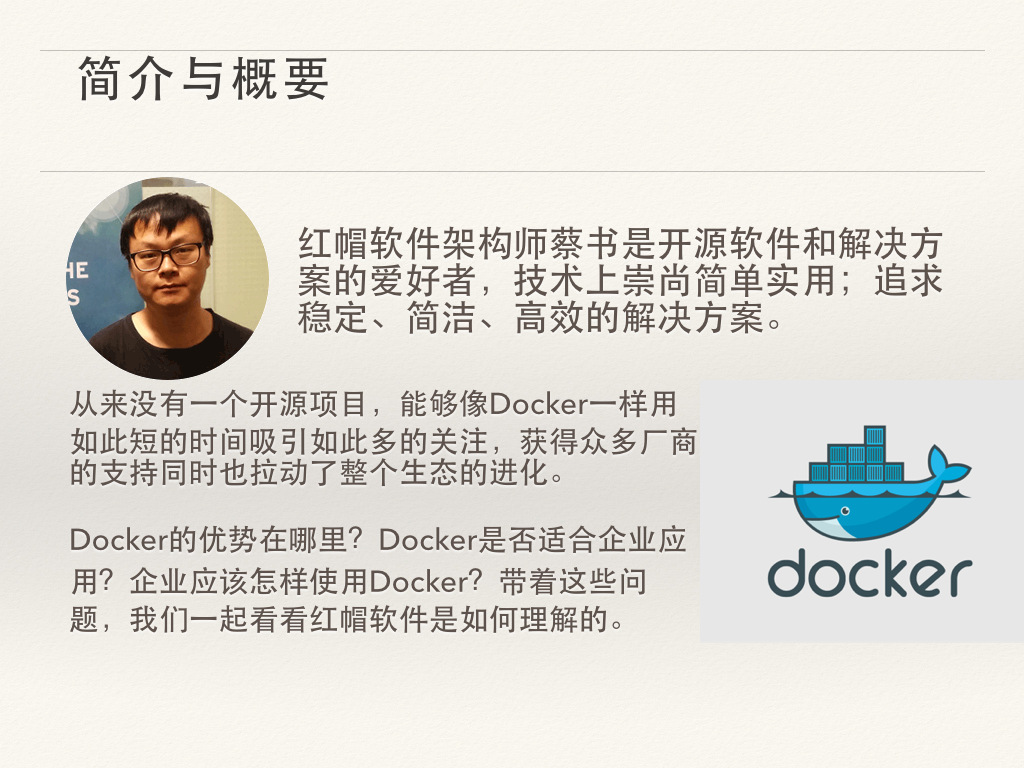 简介与概要
HE
S
红帽软件架构师蔡书是开源软件和解决方
案的爱好者，技术上崇尚简单实用；追求
稳定、简洁、高效的解决方案。
从来没有一个开源项目，能够像Docker一样用
如此短的时间吸引如此多的关注，获得众多厂商
的支持同时也拉动了整个生态的进化。
Docker的优势在哪里？Docker是否适合企业应
用？企业应该怎样使用Docker？带着这些问
题，我们一起看看红帽软件是如何理解的。
docker